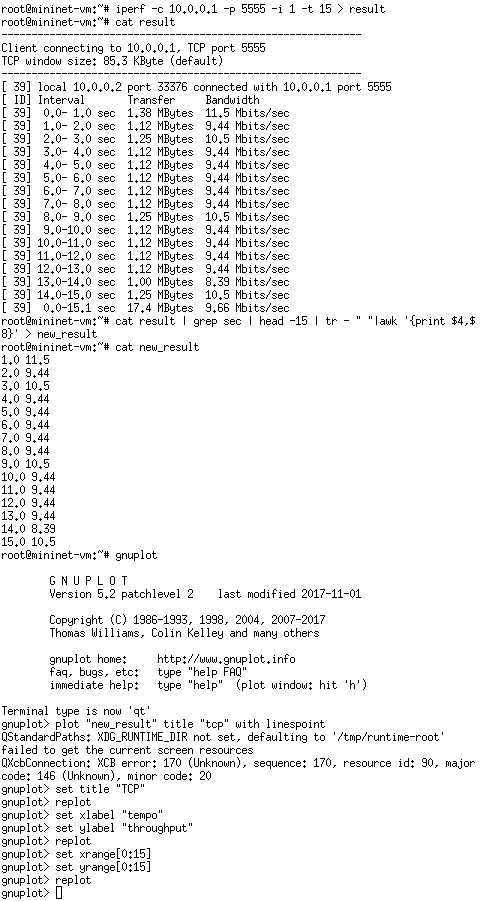 root@mininet-vm:~# iperf -c 10.0.0.1 -p 5555 -i 1 -t 15 > result
root@mininet-vm:~# cat result
------------------------------------------------------------
Client connecting to 10.0.0.1, TCP port 5555
TCP window size: 85.3 KByte (default)
------------------------------------------------------------
[ 39] local 10.0.0.2 port 33376 connected with 10.0.0.1 port 5555
[ ID] Interval       Transfer     Bandwidth
[ 39]  0.0- 1.0 sec  1.38 MBytes  11.5 Mbits/sec
[ 39]  1.0- 2.0 sec  1.12 MBytes  9.44 Mbits/sec
[ 39]  2.0- 3.0 sec  1.25 MBytes  10.5 Mbits/sec
[ 39]  3.0- 4.0 sec  1.12 MBytes  9.44 Mbits/sec
[ 39]  4.0- 5.0 sec  1.12 MBytes  9.44 Mbits/sec
[ 39]  5.0- 6.0 sec  1.12 MBytes  9.44 Mbits/sec
[ 39]  6.0- 7.0 sec  1.12 MBytes  9.44 Mbits/sec
[ 39]  7.0- 8.0 sec  1.12 MBytes  9.44 Mbits/sec
[ 39]  8.0- 9.0 sec  1.25 MBytes  10.5 Mbits/sec
[ 39]  9.0-10.0 sec  1.12 MBytes  9.44 Mbits/sec
[ 39] 10.0-11.0 sec  1.12 MBytes  9.44 Mbits/sec
[ 39] 11.0-12.0 sec  1.12 MBytes  9.44 Mbits/sec
[ 39] 12.0-13.0 sec  1.12 MBytes  9.44 Mbits/sec
[ 39] 13.0-14.0 sec  1.00 MBytes  8.39 Mbits/sec
[ 39] 14.0-15.0 sec  1.25 MBytes  10.5 Mbits/sec
[ 39]  0.0-15.1 sec  17.4 MBytes  9.66 Mbits/sec
root@mininet-vm:~# cat result | grep sec | head -15 | tr - " "|awk '{print $4,$
8}' > new_result
root@mininet-vm:~# cat new_result
1.0 11.5
2.0 9.44
3.0 10.5
4.0 9.44
5.0 9.44
6.0 9.44
7.0 9.44
8.0 9.44
9.0 10.5
10.0 9.44
11.0 9.44
12.0 9.44
13.0 9.44
14.0 8.39
15.0 10.5
root@mininet-vm:~# gnuplot
G N U P L O T
Version 5.2 patchlevel 2    last modified 2017-11-01
Copyright (C) 1986-1993, 1998, 2004, 2007-2017
Thomas Williams, Colin Kelley and many others
gnuplot home:     http://www.gnuplot.info
faq, bugs, etc:   type "help FAQ"
immediate help:   type "help"  (plot window: hit 'h')
Terminal type is now 'qt'
gnuplot> plot "new_result" title "tcp" with linespoint
QStandardPaths: XDG_RUNTIME_DIR not set, defaulting to '/tmp/runtime-root'
failed to get the current screen resources
QXcbConnection: XCB error: 170 (Unknown), sequence: 170, resource id: 90, major
code: 146 (Unknown), minor code: 20
gnuplot> set title "TCP"
gnuplot> replot
gnuplot> set xlabel "tempo"
gnuplot> set ylabel "throughput"
gnuplot> replot
gnuplot> set xrange[0:15]
gnuplot> set yrange[0:15]
gnuplot> replot
gnuplot>